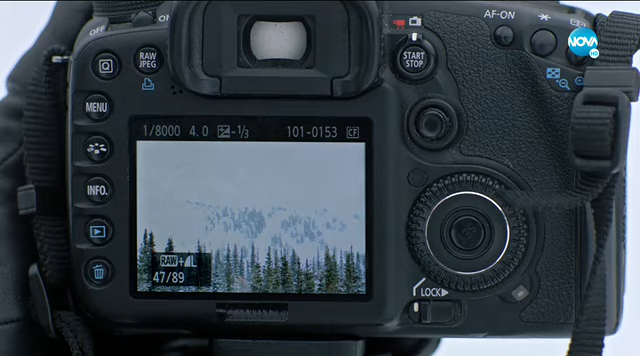 ON
AF-ON
RAW
JPEG
START
STOP
NOVA
HD
Q
MENU
1/8000 4.0 -1/3 101-0153 CF
INFO.
RAW+L
47/89
LOCK▶